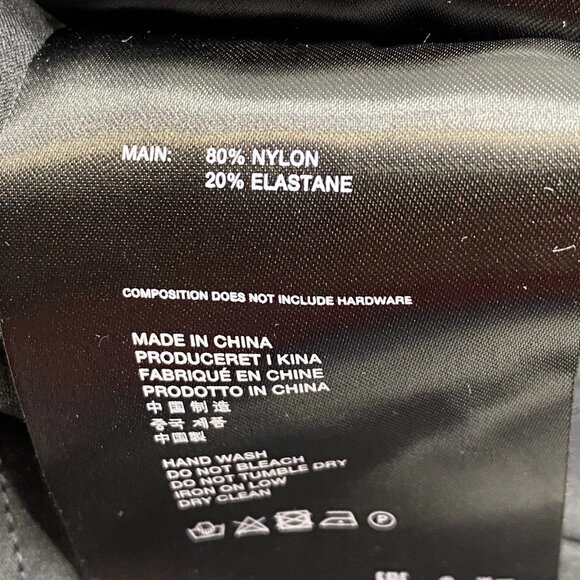 MAIN: 80% NYLON
20% ELASTANE
COMPOSITION DOES NOT INCLUDE HARDWARE
MADE IN CHINA
PRODUCERET I KINA
FABRIQUÉ EN CHINE
PRODOTTO IN CHINA
中国制造
중국 제품
中國製
HAND WASH
DO NOT BLEACH
DO NOT TUMBLE DRY
IRON ON LOW
DRY CLEAN
P